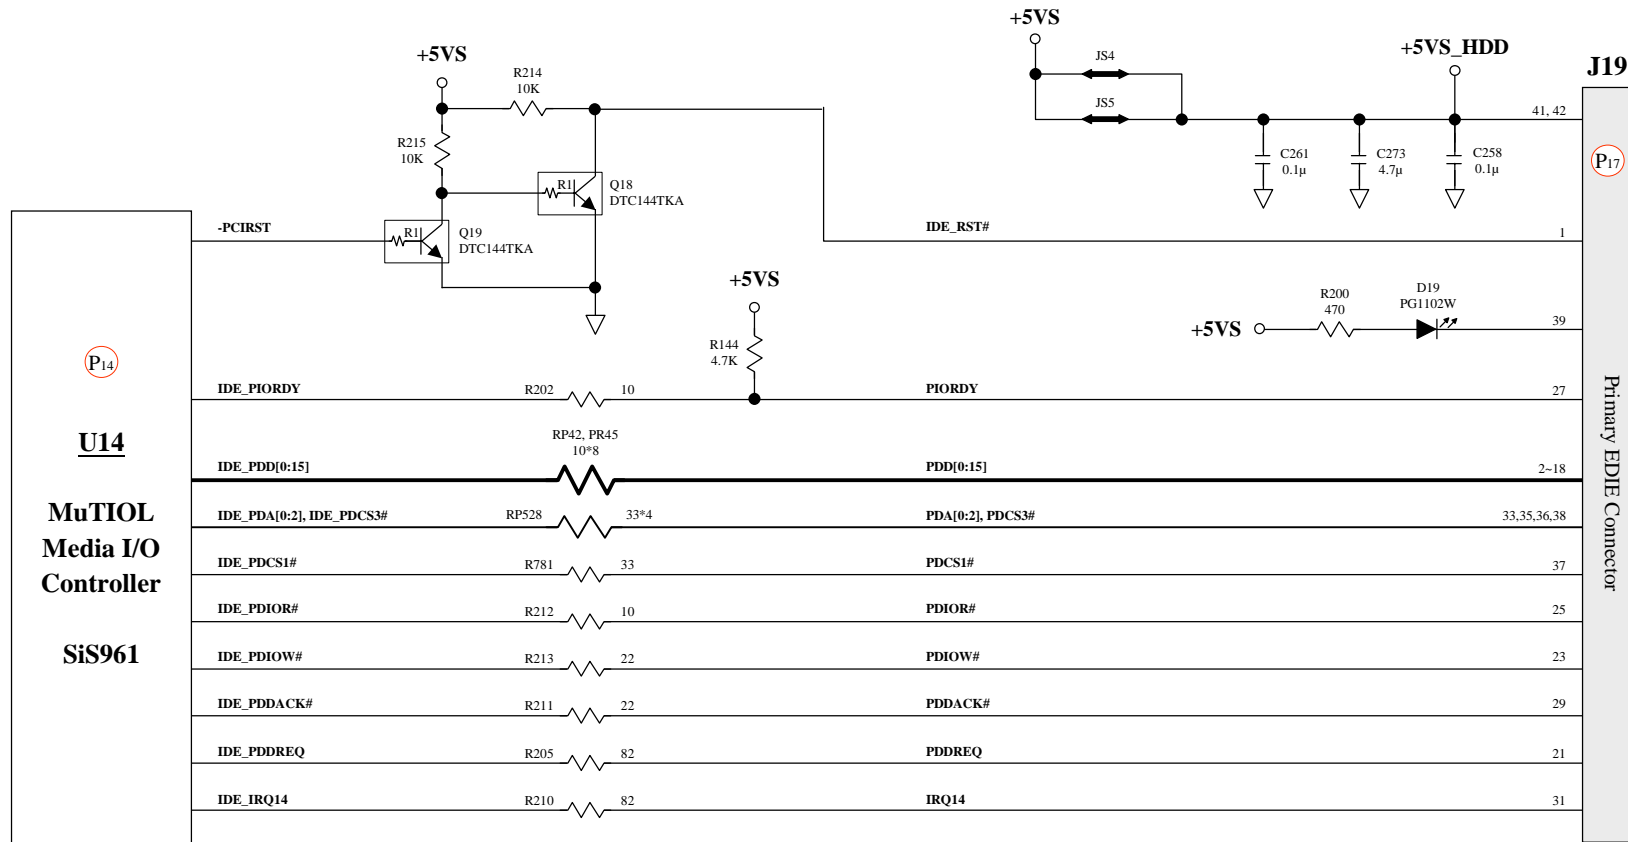 +5VS
JS4
+5VS
+5VS_HDD
J19
R214
10K
JS5
41, 42
R215
10K
C261
0.1µ
C273
4.7µ
C258
0.1µ
P17
R1
Q18
DTC144TKA
-PCIRST
R1
Q19
DTC144TKA
IDE_RST#
1
+5VS
R200
470
D19
PG1102W
+5VS
39
R144
4.7K
P14
IDE_PIORDY
R202
10
PIORDY
27
U14
RP42, PR45
10*8
IDE_PDD[0:15]
PDD[0:15]
2~18
Primary EDIE Connector
MuTIOL
Media I/O
Controller
IDE_PDA[0:2], IDE_PDCS3#
RP528
33*4
PDA[0:2], PDCS3#
33,35,36,38
IDE_PDCS1#
R781
33
PDCS1#
37
IDE_PDIOR#
R212
10
PDIOR#
25
SiS961
IDE_PDIOW#
R213
22
PDIOW#
23
IDE_PDDACK#
R211
22
PDDACK#
29
IDE_PDDREQ
R205
82
PDDREQ
21
IDE_IRQ14
R210
82
IRQ14
31